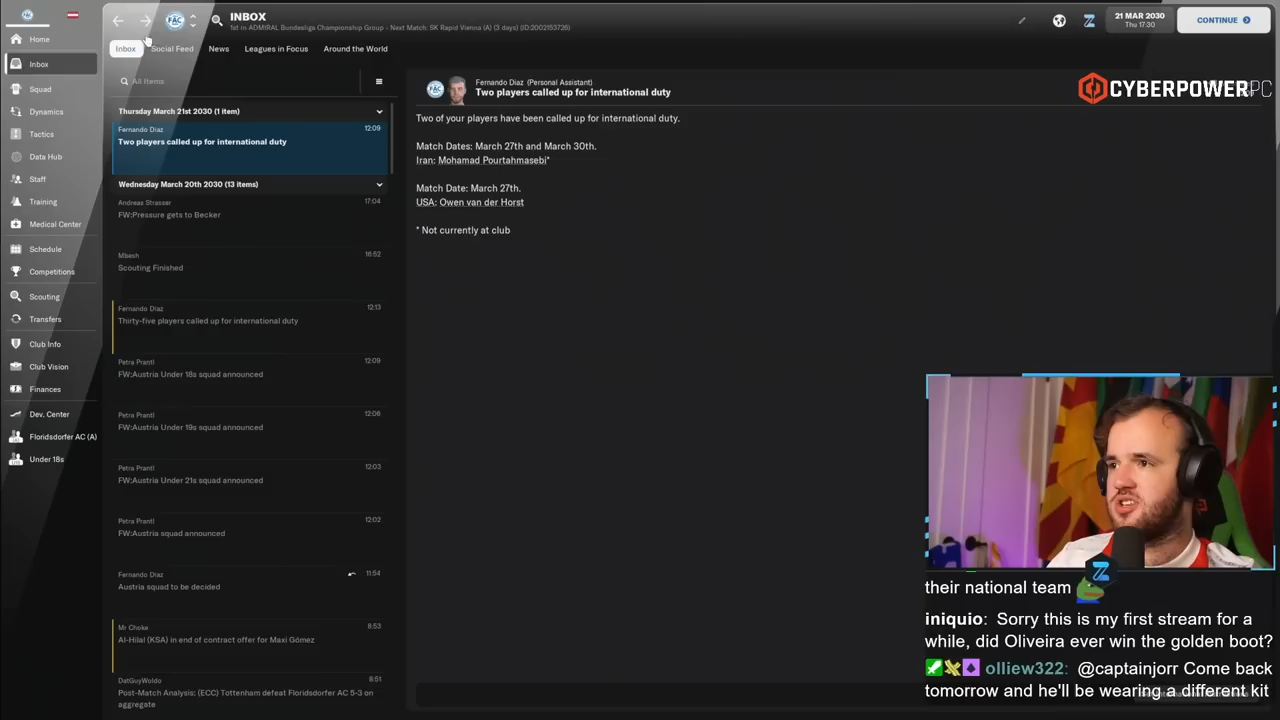 INBOX
1st in ADMIRAL Bundesliga Championship Group - Next Match: SK Rapid Vienna (A) (3 days) (ID:2002153726)
21 MAR 2030
Thu 17:30
CONTINUE
Home
Inbox
Squad
Dynamics
Tactics
Data Hub
Staff
Training
Medical Center
Schedule
Competitions
Scouting
Transfers
Club Info
Club Vision
Finances
Dev. Center
Floridsdorfer AC (A)
Under 18s
Inbox
Social Feed
News
Leagues in Focus
Around the World
All Items
Thursday March 21st 2030 (1 item)
Fernando Diaz 12:09
Two players called up for international duty
Wednesday March 20th 2030 (13 items)
Andreas Strasser 17:04
FW:Pressure gets to Becker
Mbash 16:52
Scouting Finished
Fernando Diaz 12:13
Thirty-five players called up for international duty
Petra Prantl 12:09
FW:Austria Under 18s squad announced
Petra Prantl 12:06
FW:Austria Under 19s squad announced
Petra Prantl 12:03
FW:Austria Under 21s squad announced
Petra Prantl 12:02
FW:Austria squad announced
Fernando Diaz 11:54
Austria squad to be decided
Mr Choke 8:53
Al-Hilal (KSA) in end of contract offer for Maxi Gómez
DatGuyWoldo 8:51
Post-Match Analysis: (ECC) Tottenham defeat Floridsdorfer AC 5-3 on
aggregate
Fernando Diaz (Personal Assistant)
Two players called up for international duty
Two of your players have been called up for international duty.
Match Dates: March 27th and March 30th.
Iran: Mohamad Pourtahmasebi*
Match Date: March 27th.
USA: Owen van der Horst
* Not currently at club
CYBERPOWERPC
their national team
iniquio: Sorry this is my first stream for a
while, did Oliveira ever win the golden boot?
olliew322: @captainjorr Come back
tomorrow and he'll be wearing a different kit